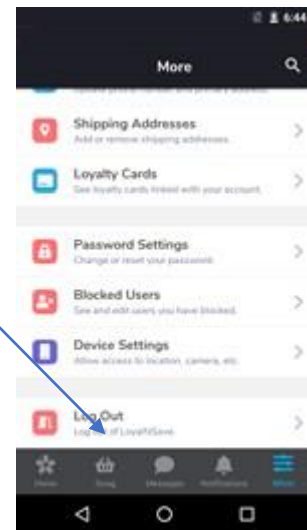 6:44
More
Shipping Addresses
Add or remove shipping addresses.
Loyalty Cards
See loyalty cards linked with your account.
Password Settings
Change or reset your password.
Blocked Users
See and edit users you have blocked.
Device Settings
Allow access to location, camera, etc.
Log Out
Log out of
Messages
Notifications
More